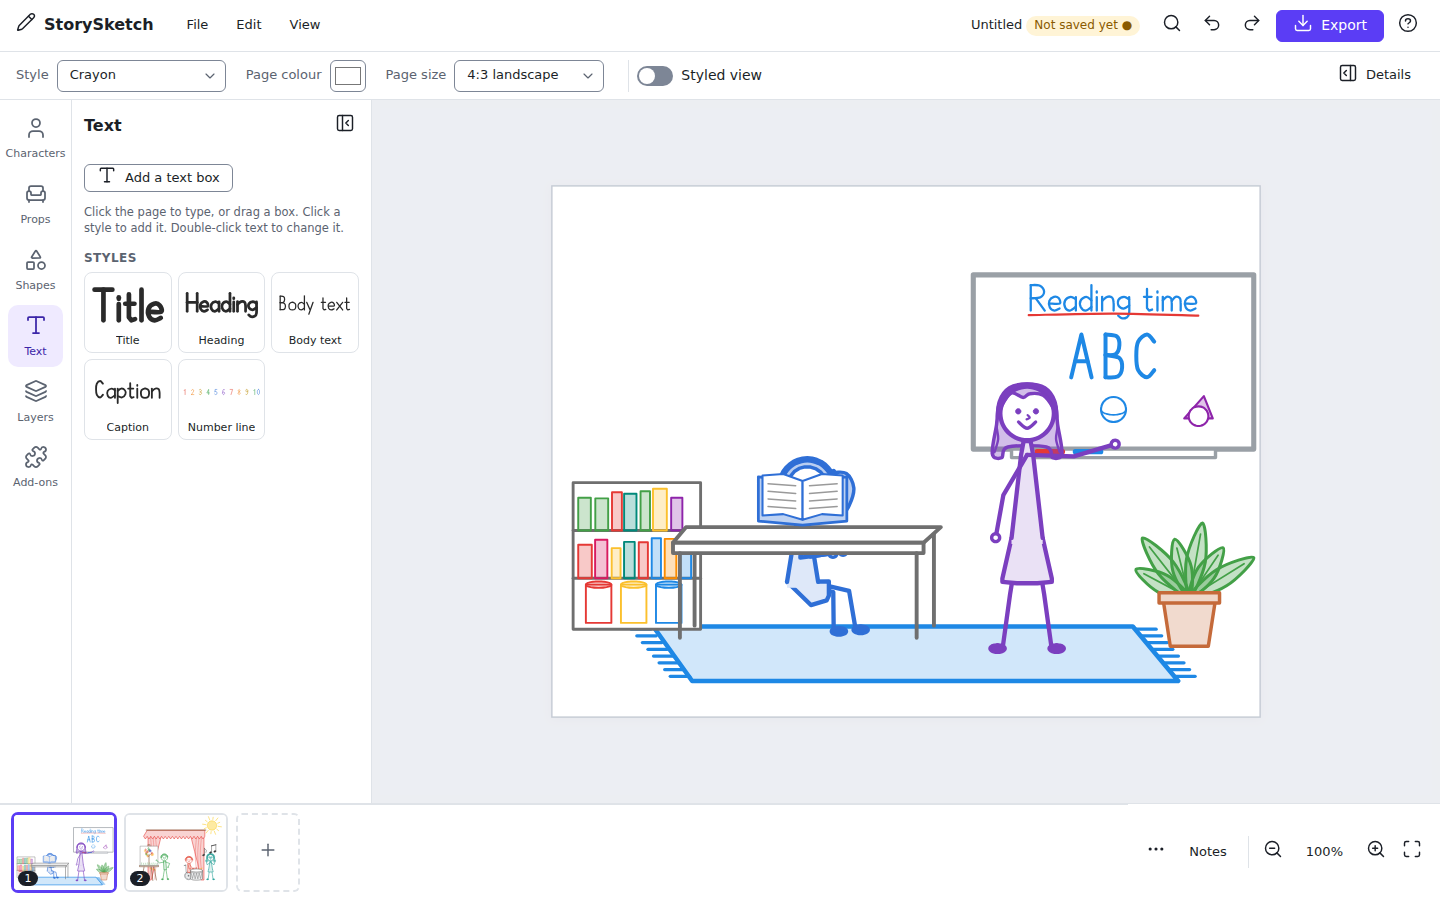 StorySketch
File
Edit
View
Untitled
Not saved yet
Export
Style
Crayon
Page colour
Page size
4:3 landscape
Styled view
Details
Characters
Props
Shapes
Text
Layers
Add-ons
Text
Add a text box
Click the page to type, or drag a box. Click a
style to add it. Double-click text to change it.
STYLES
Title
Title
Heading
Heading
Body text
Body text
Caption
Caption
1 2 3 4 5 6 7 8 9 10
Number line
Reading time
A B C
Reading time
ABC
1
2
Notes
100%